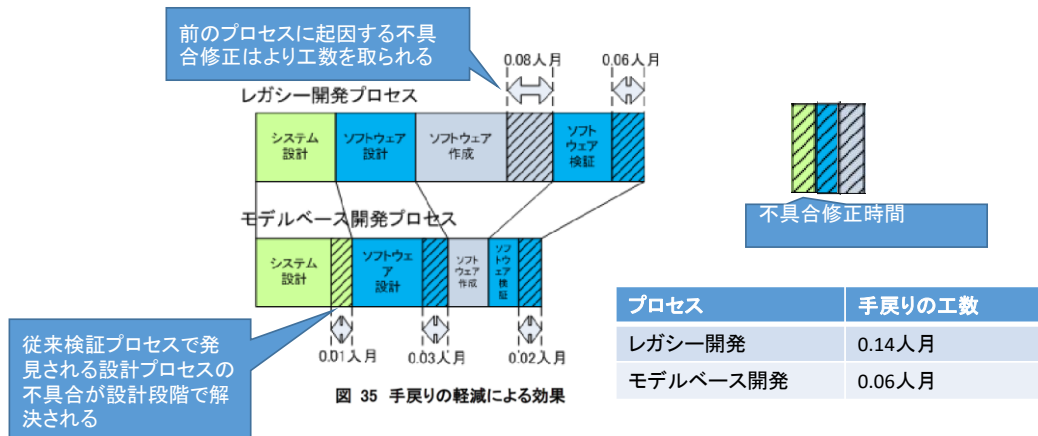 前のプロセスに起因する不具
合修正はより工数を取られる
0.08人月
0.06人月
レガシー開発プロセス
システム
設計
ソフトウェア
設計
ソフトウェア
作成
ソフト
ウェア
検証
モデルベース開発プロセス
システム
設計
ソフトウェ
ア
設計
ソフト
ウェア
作成
ソフ
トウ
ェア
検
証
0.01人月
0.03人月
0.02人月
従来検証プロセスで発
見される設計プロセスの
不具合が設計段階で解
決される
図 35 手戻りの軽減による効果
不具合修正時間
プロセス 手戻りの工数
レガシー開発 0.14人月
モデルベース開発 0.06人月